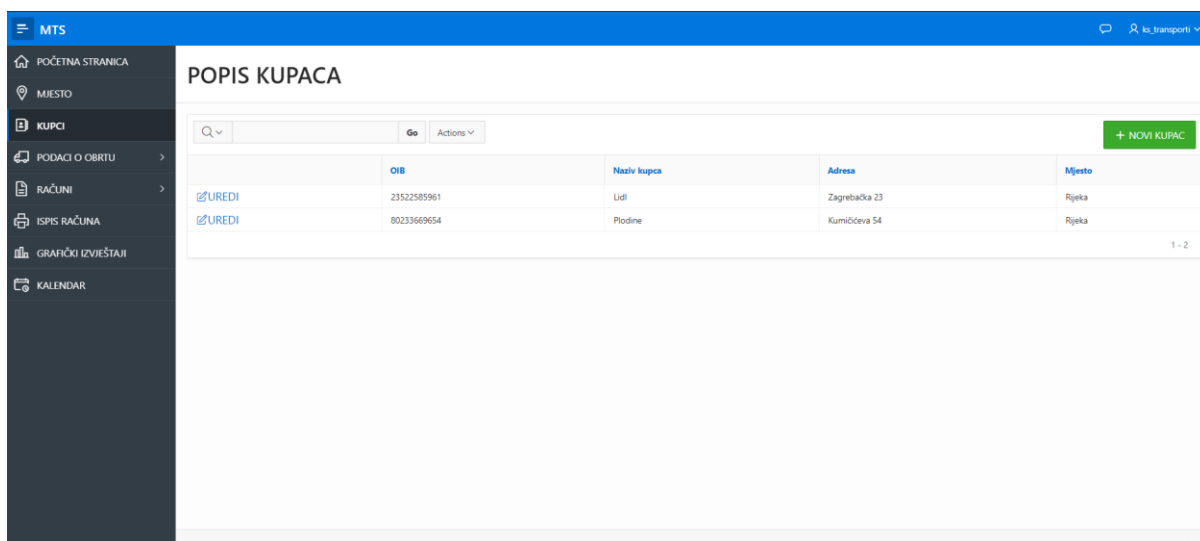 MTS
ks_transporti
POČETNA STRANICA
MJESTO
KUPCI
PODACI O OBRTU
RAČUNI
ISPIS RAČUNA
GRAFIČKI IZVJEŠTAJI
KALENDAR
POPIS KUPACA
Go Actions
+ NOVI KUPAC
OIB Naziv kupca Adresa Mjesto
UREDI 23522585961 Lidl Zagrebačka 23 Rijeka
UREDI 80233669654 Plodine Kumičićeva 54 Rijeka
1 - 2